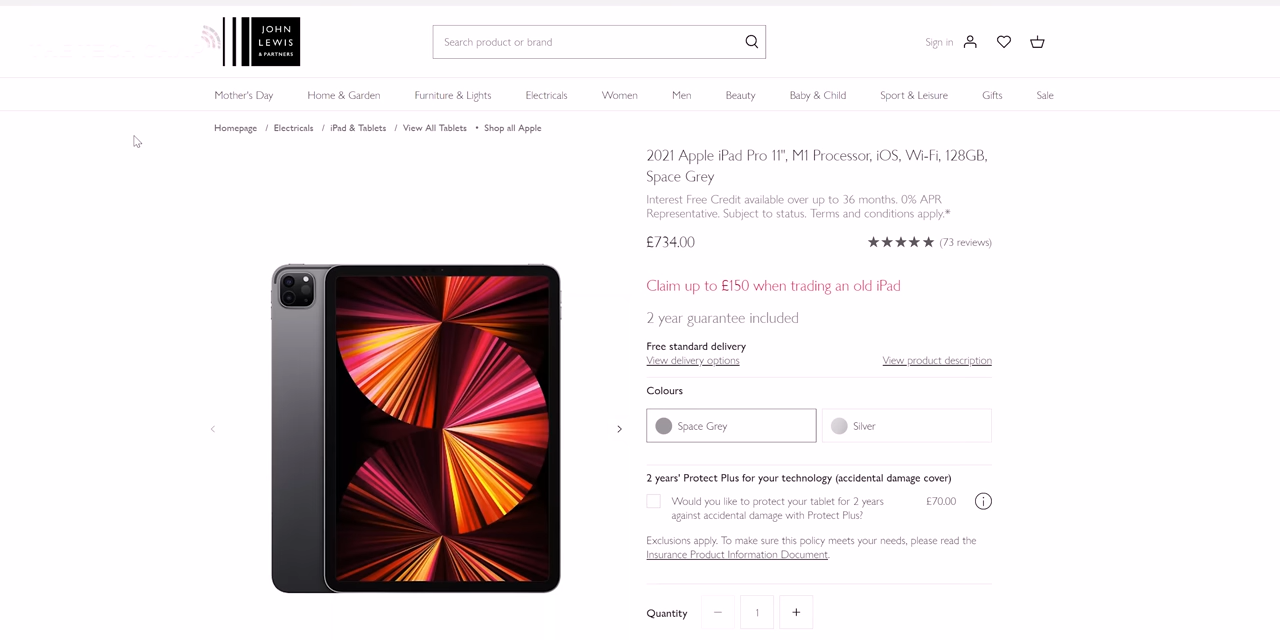 JOHN
LEWIS
& PARTNERS
Search product or brand
Sign in
Mother's Day Home & Garden Furniture & Lights Electricals Women Men Beauty Baby & Child Sport & Leisure Gifts Sale
Homepage / Electricals / iPad & Tablets / View All Tablets • Shop all Apple
2021 Apple iPad Pro 11", M1 Processor, iOS, Wi-Fi, 128GB,
Space Grey
Interest Free Credit available over up to 36 months. 0% APR
Representative. Subject to status. Terms and conditions apply.*
£734.00 ★★★★★ (73 reviews)
Claim up to £150 when trading an old iPad
2 year guarantee included
Free standard delivery
View delivery options View product description
Colours
Space Grey Silver
2 years' Protect Plus for your technology (accidental damage cover)
Would you like to protect your tablet for 2 years £70.00
against accidental damage with Protect Plus?
Exclusions apply. To make sure this policy meets your needs, please read the
Insurance Product Information Document.
Quantity − 1 +